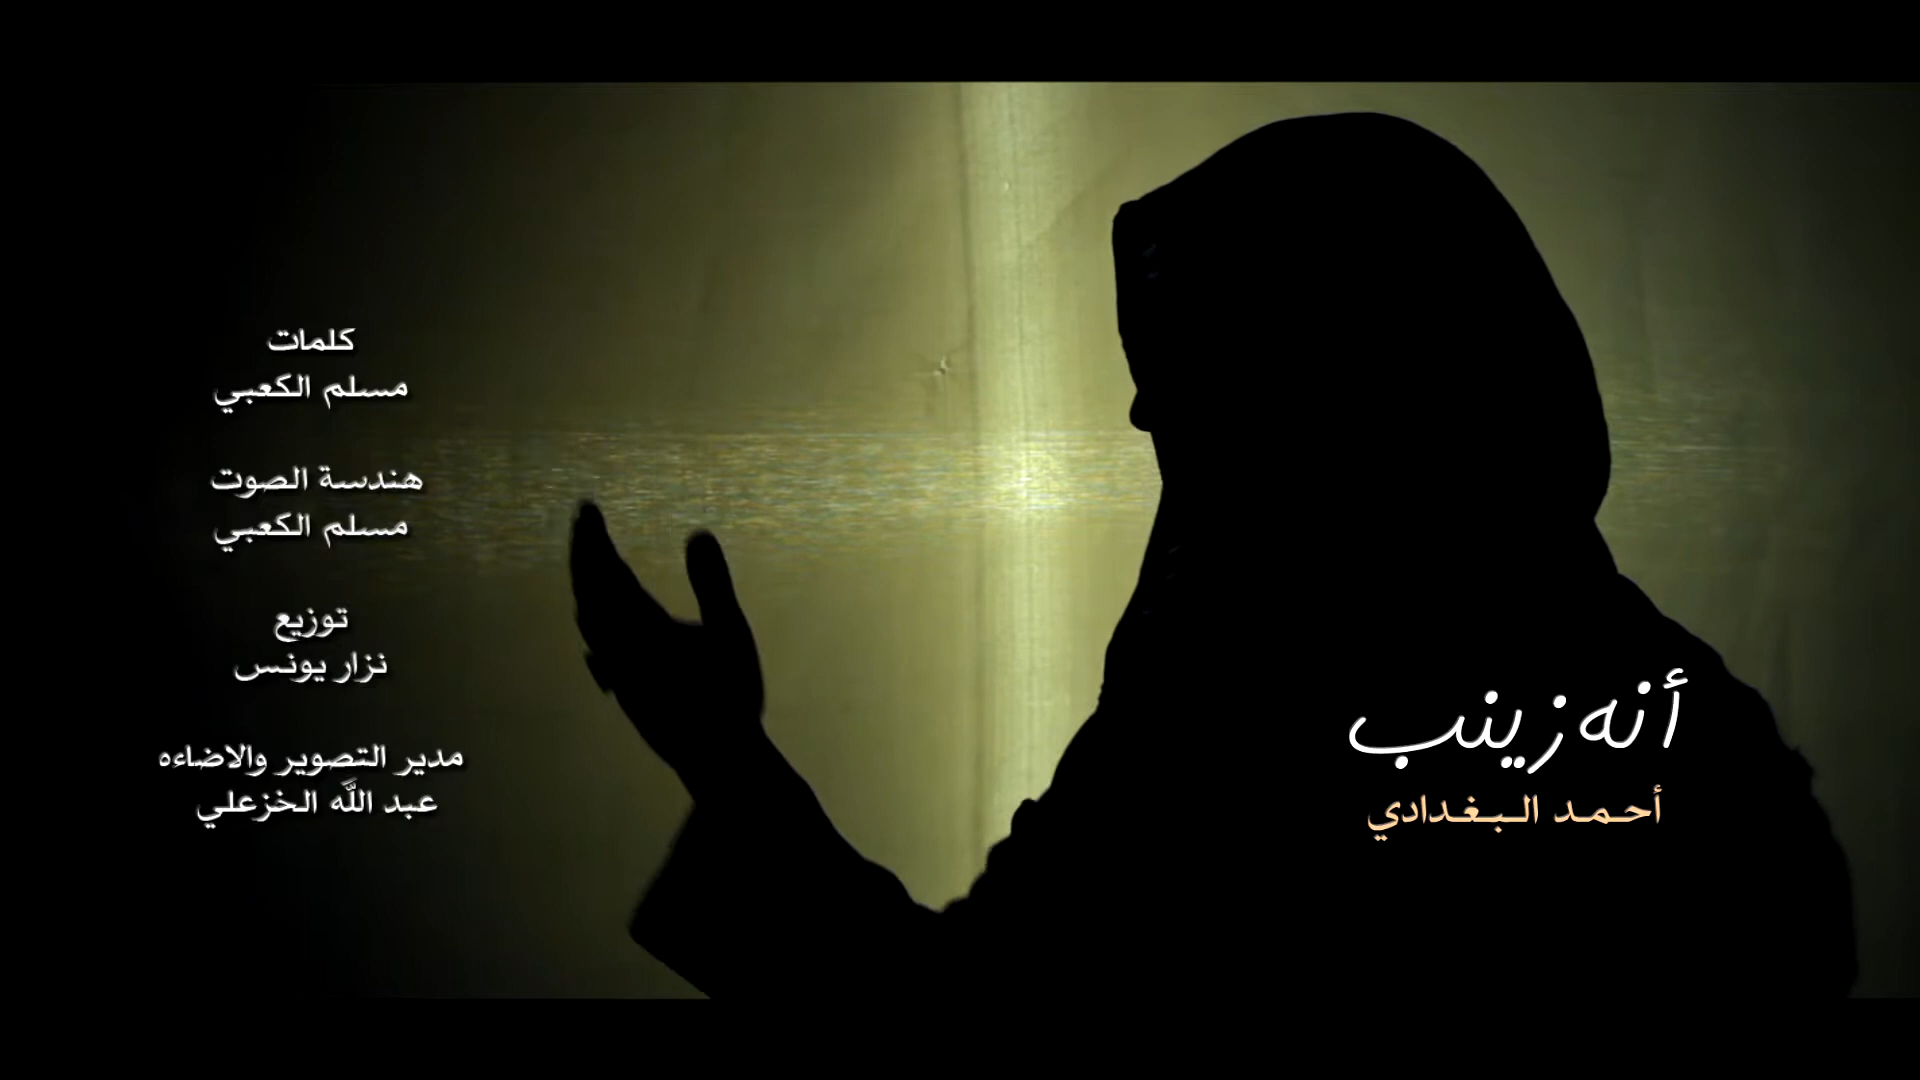 كلمات
مسلم الكعبي
هندسة الصوت
مسلم الكعبي
توزيع
نزار يونس
مدير التصوير والاضاءه
عبد الله الخزعلي
أنه زينب
أحمد البغدادي